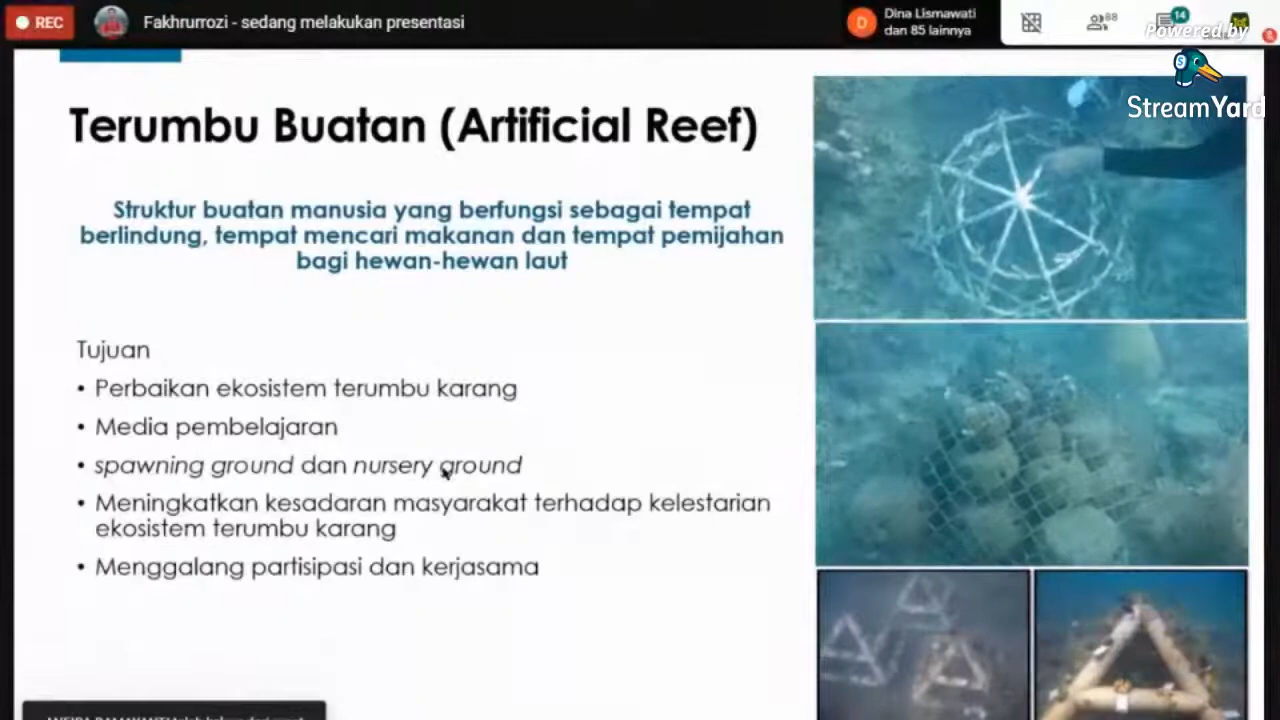 REC
Fakhrurrozi - sedang melakukan presentasi
D
Dina Lismawati
dan 85 lainnya
88
14
Powered by
S
StreamYard
Terumbu Buatan (Artificial Reef)
Struktur buatan manusia yang berfungsi sebagai tempat
berlindung, tempat mencari makanan dan tempat pemijahan
bagi hewan-hewan laut
Tujuan
• Perbaikan ekosistem terumbu karang
• Media pembelajaran
• spawning ground dan nursery ground
• Meningkatkan kesadaran masyarakat terhadap kelestarian
ekosistem terumbu karang
• Menggalang partisipasi dan kerjasama